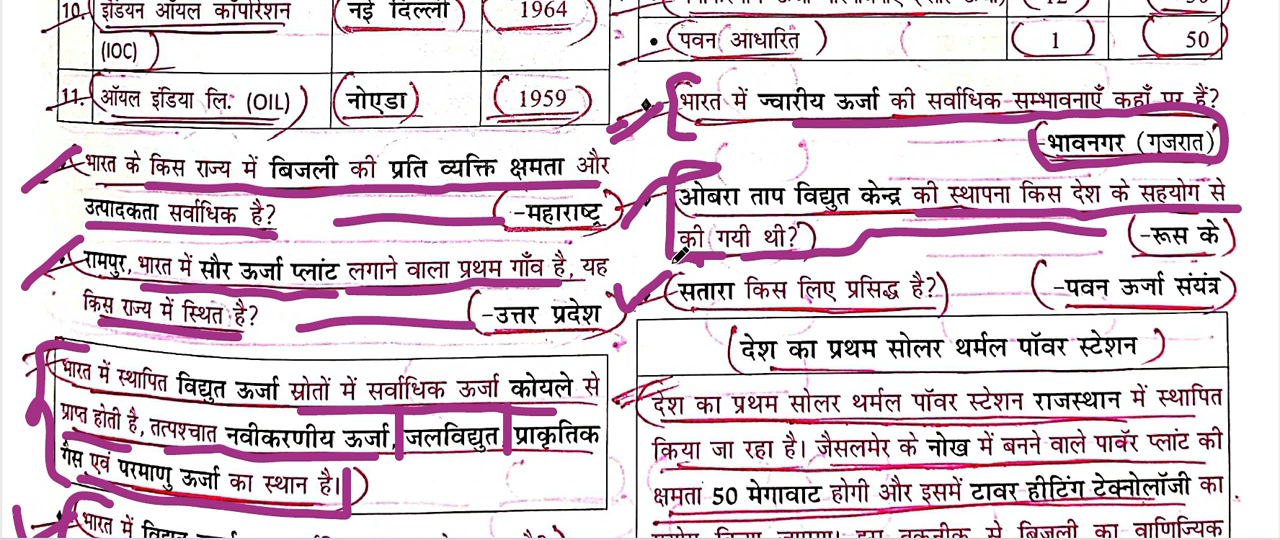 10. इंडियन ऑयल कॉर्पोरेशन (नई दिल्ली) (1964)
(IOC)
11. ऑयल इंडिया लि. (OIL) (नोएडा) (1959)
भारत के किस राज्य में बिजली की प्रति व्यक्ति क्षमता और
उत्पादकता सर्वाधिक है? -महाराष्ट्र
रामपुर, भारत में सौर ऊर्जा प्लांट लगाने वाला प्रथम गाँव है, यह
किस राज्य में स्थित है? -उत्तर प्रदेश
भारत में स्थापित विद्युत ऊर्जा स्रोतों में सर्वाधिक ऊर्जा कोयले से
प्राप्त होती है, तत्पश्चात नवीकरणीय ऊर्जा, जलविद्युत, प्राकृतिक
गैस एवं परमाणु ऊर्जा का स्थान है।
भारत में
• पवन आधारित 1 50
भारत में ज्वारीय ऊर्जा की सर्वाधिक सम्भावनाएँ कहाँ पर हैं?
-भावनगर (गुजरात)
ओबरा ताप विद्युत केन्द्र की स्थापना किस देश के सहयोग से
की गयी थी? -रूस के
सतारा किस लिए प्रसिद्ध है? -पवन ऊर्जा संयंत्र
देश का प्रथम सोलर थर्मल पॉवर स्टेशन
देश का प्रथम सोलर थर्मल पॉवर स्टेशन राजस्थान में स्थापित
किया जा रहा है। जैसलमेर के नोख में बनने वाले पावॅर प्लांट की
क्षमता 50 मेगावाट होगी और इसमें टावर हीटिंग टेक्नोलॉजी का